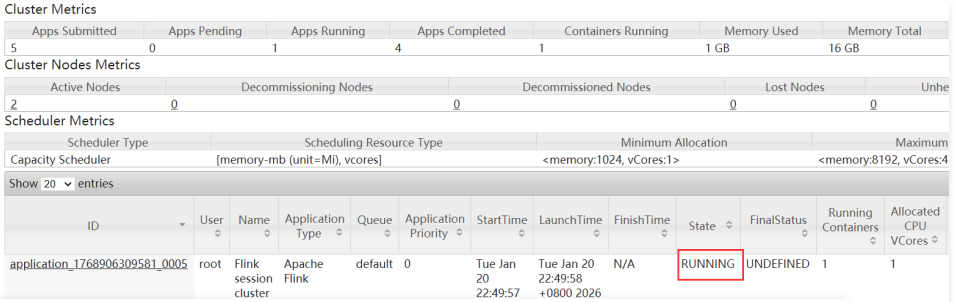 Cluster Metrics
Apps Submitted Apps Pending Apps Running Apps Completed Containers Running Memory Used Memory Total
5 0 1 4 1 1 GB 16 GB
Cluster Nodes Metrics
Active Nodes Decommissioning Nodes Decommissioned Nodes Lost Nodes Unhe
2 0 0 0 0
Scheduler Metrics
Scheduler Type Scheduling Resource Type Minimum Allocation Maximum
Capacity Scheduler [memory-mb (unit=Mi), vcores] <memory:1024, vCores:1> <memory:8192, vCores:4
Show 20 entries
ID User Name Application Type Queue Application Priority StartTime LaunchTime FinishTime State FinalStatus Running Containers Allocated CPU VCores
application_1768906309581_0005 root Flink Apache default 0 Tue Jan Tue Jan 20 N/A RUNNING UNDEFINED 1 1
session Flink 20 22:49:58
cluster 22:49:57 +0800 2026